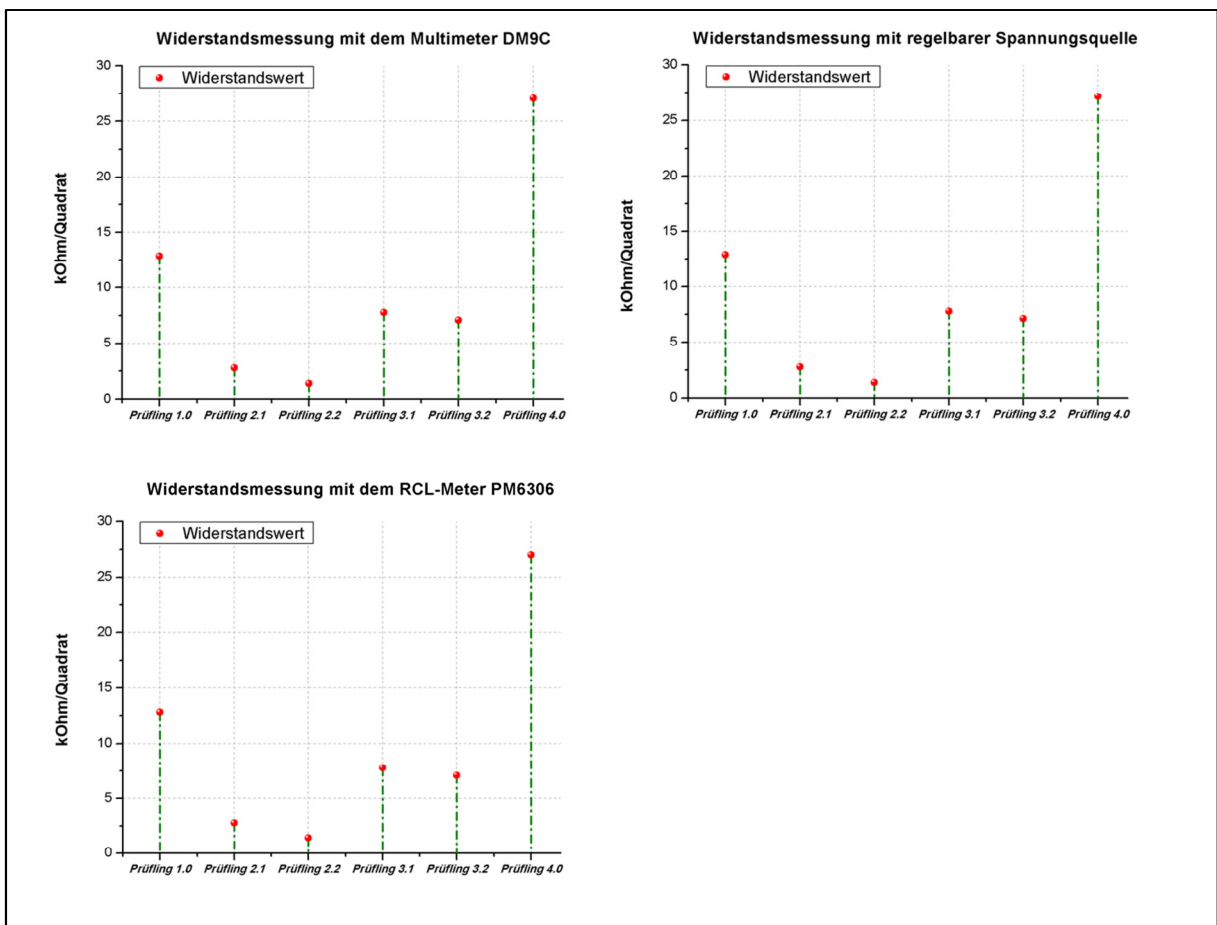 Widerstandsmessung mit dem Multimeter DM9C
kOhm/Quadrat
30
25
20
15
10
5
0
Widerstandswert
Prüfling 1.0 Prüfling 2.1 Prüfling 2.2 Prüfling 3.1 Prüfling 3.2 Prüfling 4.0
Widerstandsmessung mit regelbarer Spannungsquelle
kOhm/Quadrat
30
25
20
15
10
5
0
Widerstandswert
Prüfling 1.0 Prüfling 2.1 Prüfling 2.2 Prüfling 3.1 Prüfling 3.2 Prüfling 4.0
Widerstandsmessung mit dem RCL-Meter PM6306
kOhm/Quadrat
30
25
20
15
10
5
0
Widerstandswert
Prüfling 1.0 Prüfling 2.1 Prüfling 2.2 Prüfling 3.1 Prüfling 3.2 Prüfling 4.0